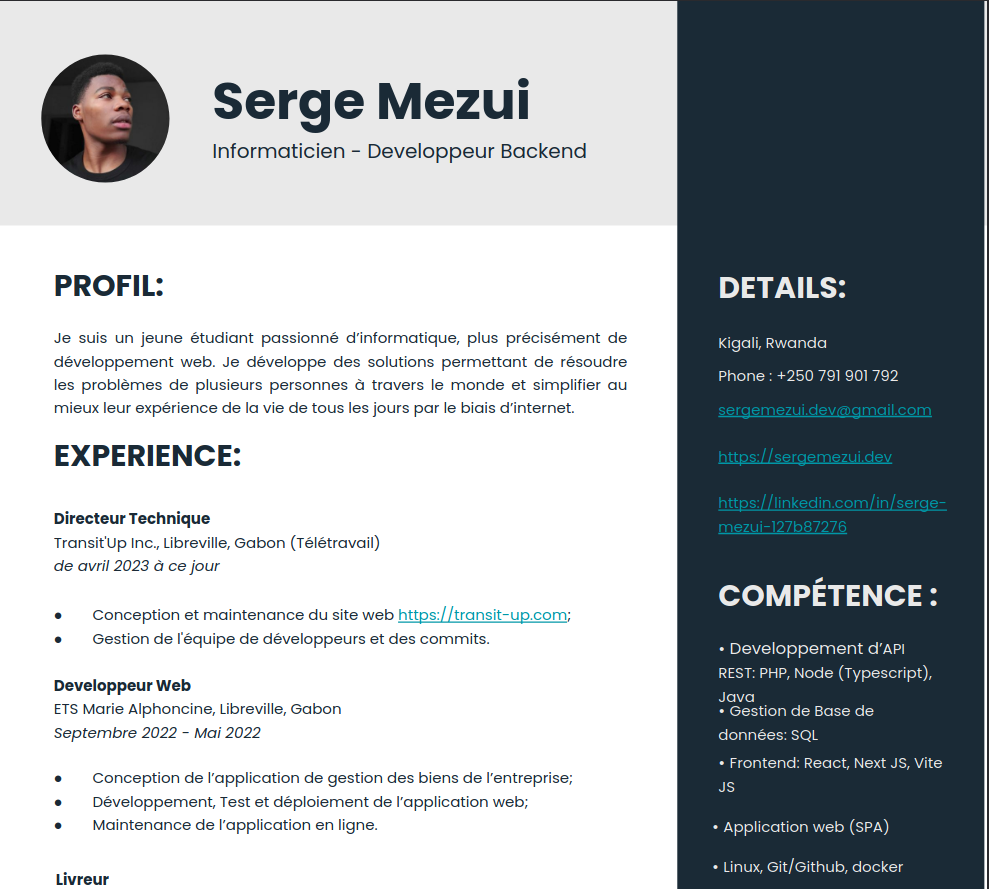 Serge Mezui
Informaticien - Developpeur Backend
PROFIL:
Je suis un jeune étudiant passionné d’informatique, plus précisément de
développement web. Je développe des solutions permettant de résoudre
les problèmes de plusieurs personnes à travers le monde et simplifier au
mieux leur expérience de la vie de tous les jours par le biais d’internet.
EXPERIENCE:
Directeur Technique
Transit'Up Inc., Libreville, Gabon (Télétravail)
de avril 2023 à ce jour
● Conception et maintenance du site web https://transit-up.com;
● Gestion de l'équipe de développeurs et des commits.
Developpeur Web
ETS Marie Alphoncine, Libreville, Gabon
Septembre 2022 - Mai 2022
● Conception de l’application de gestion des biens de l’entreprise;
● Développement, Test et déploiement de l’application web;
● Maintenance de l’application en ligne.
Livreur
DETAILS:
Kigali, Rwanda
Phone : +250 791 901 792
sergemezui.dev@gmail.com
https://sergemezui.dev
https://linkedin.com/in/serge-
mezui-127b87276
COMPÉTENCE :
• Developpement d’API
REST: PHP, Node (Typescript),
Java
• Gestion de Base de
données: SQL
• Frontend: React, Next JS, Vite
JS
• Application web (SPA)
• Linux, Git/Github, docker